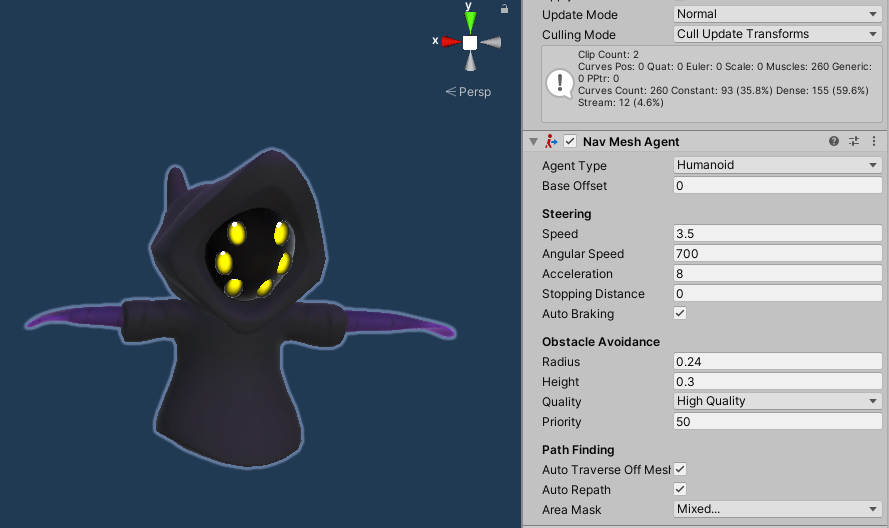 y
x
Persp
Update Mode Normal
Culling Mode Cull Update Transforms
Clip Count: 2
Curves Pos: 0 Quat: 0 Euler: 0 Scale: 0 Muscles: 260 Generic:
0 PPtr: 0
Curves Count: 260 Constant: 93 (35.8%) Dense: 155 (59.6%)
Stream: 12 (4.6%)
Nav Mesh Agent
Agent Type Humanoid
Base Offset 0
Steering
Speed 3.5
Angular Speed 700
Acceleration 8
Stopping Distance 0
Auto Braking
Obstacle Avoidance
Radius 0.24
Height 0.3
Quality High Quality
Priority 50
Path Finding
Auto Traverse Off Mesh
Auto Repath
Area Mask Mixed...